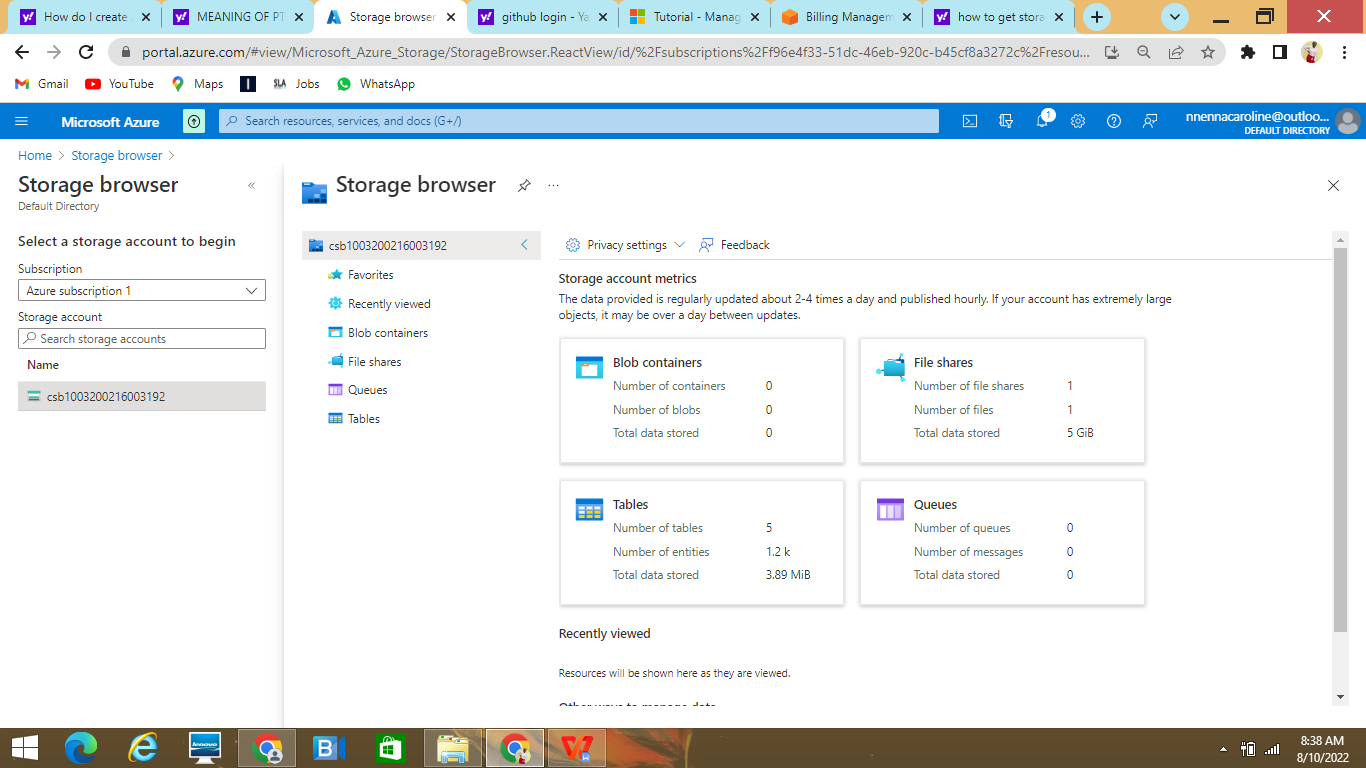 How do I create
MEANING OF PT
Storage browser
github login - Ya
Tutorial - Manag
Billing Managem
how to get stora
portal.azure.com/#view/Microsoft_Azure_Storage/StorageBrowser.ReactView/id/%2Fsubscriptions%2Ff96e4f33-51dc-46eb-920c-b45cf8a3272c%2Fresou...
Gmail
YouTube
Maps
SLA
Jobs
WhatsApp
Microsoft Azure
Search resources, services, and docs (G+/)
1
nnennacaroline@outloo...
DEFAULT DIRECTORY
Home > Storage browser >
Storage browser
Default Directory
Select a storage account to begin
Subscription
Azure subscription 1
Storage account
Search storage accounts
Name
csb1003200216003192
Storage browser
csb1003200216003192
Favorites
Recently viewed
Blob containers
File shares
Queues
Tables
Privacy settings
Feedback
Storage account metrics
The data provided is regularly updated about 2-4 times a day and published hourly. If your account has extremely large
objects, it may be over a day between updates.
Blob containers
Number of containers 0
Number of blobs 0
Total data stored 0
File shares
Number of file shares 1
Number of files 1
Total data stored 5 GiB
Tables
Number of tables 5
Number of entities 1.2 k
Total data stored 3.89 MiB
Queues
Number of queues 0
Number of messages 0
Total data stored 0
Recently viewed
Resources will be shown here as they are viewed.
Other ways to manage data
lenovo
8:38 AM
8/10/2022